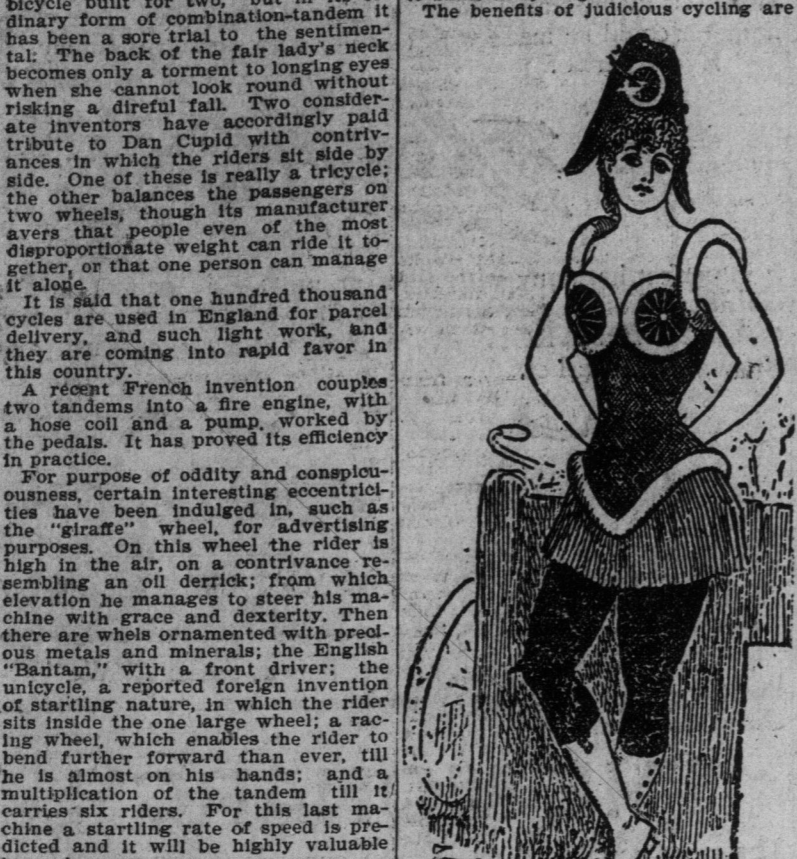 bicycle built for two," but in its or-
dinary form of combination-tandem it
has been a sore trial to the sentimen-
tal: The back of the fair lady's neck
becomes only a torment to longing eyes
when she cannot look round without
risking a direful fall. Two consider-
ate inventors have accordingly paid
tribute to Dan Cupid with contriv-
ances in which the riders sit side by
side. One of these is really a tricycle;
the other balances the passengers on
two wheels, though its manufacturer
avers that people even of the most
disproportionate weight can ride it to-
gether, or that one person can manage
it alone.
It is said that one hundred thousand
cycles are used in England for parcel
delivery, and such light work, and
they are coming into rapid favor in
this country.
A recent French invention couples
two tandems into a fire engine, with
a hose coil and a pump, worked by
the pedals. It has proved its efficiency
in practice.
For purpose of oddity and conspicu-
ousness, certain interesting eccentrici-
ties have been indulged in, such as
the "giraffe" wheel, for advertising
purposes. On this wheel the rider is
high in the air, on a contrivance re-
sembling an oil derrick; from which
elevation he manages to steer his ma-
chine with grace and dexterity. Then
there are whels ornamented with preci-
ous metals and minerals; the English
"Bantam," with a front driver; the
unicycle, a reported foreign invention
of startling nature, in which the rider
sits inside the one large wheel; a rac-
ing wheel, which enables the rider to
bend further forward than ever, till
he is almost on his hands; and a
multiplication of the tandem till it
carries six riders. For this last ma-
chine a startling rate of speed is pre-
dicted and it will be highly valuable
The benefits of judicious cycling are